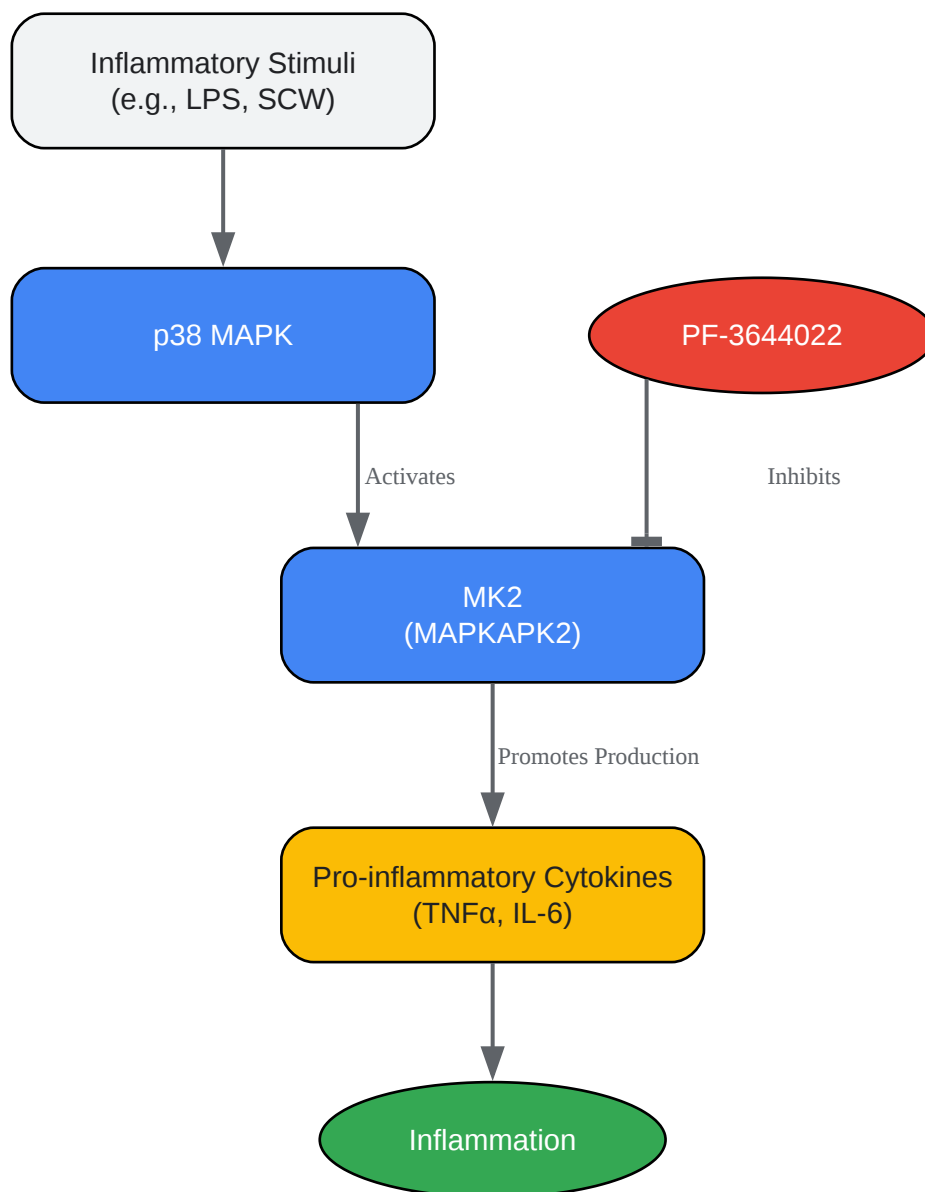 Inflammatory Stimuli
(e.g., LPS, SCW)
p38 MAPK
PF-3644022
Activates
Inhibits
MK2
(MAPKAPK2)
Promotes Production
Pro-inflammatory Cytokines
(TNFα, IL-6)
Inflammation